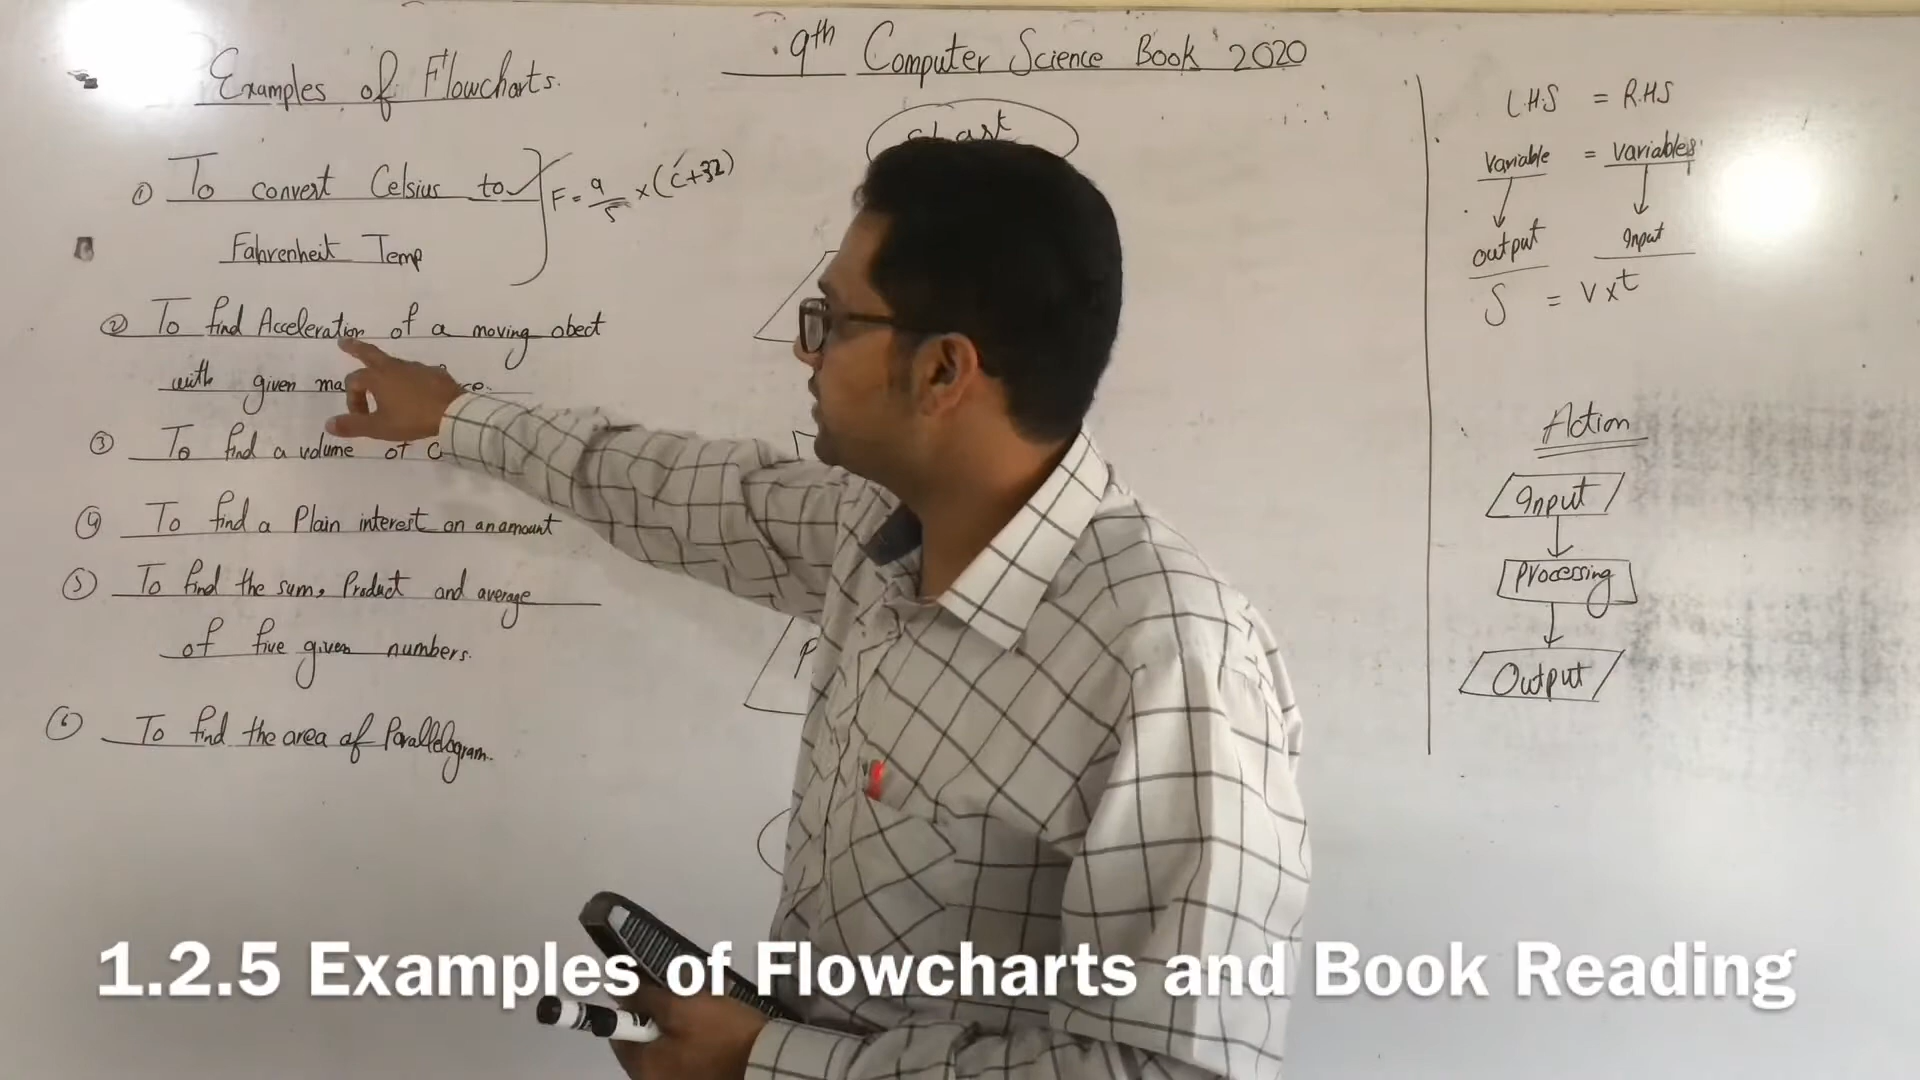 9th Computer Science Book 2020
Examples of Flowcharts.
① To convert Celsius to
Fahrenheit Temp
F = 9/5 × (C+32)
② To find Acceleration of a moving obect
with given
③ To find a volume of
④ To find a Plain interest on an amount
⑤ To find the sum, Product and average
of five given numbers.
⑥ To find the area of Parallelogram.
Start
P
L.H.S = R.H.S
Variable = Variables
output Input
S = V×t
Action
Input
Processing
Output
1.2.5 Examples of Flowcharts and Book Reading